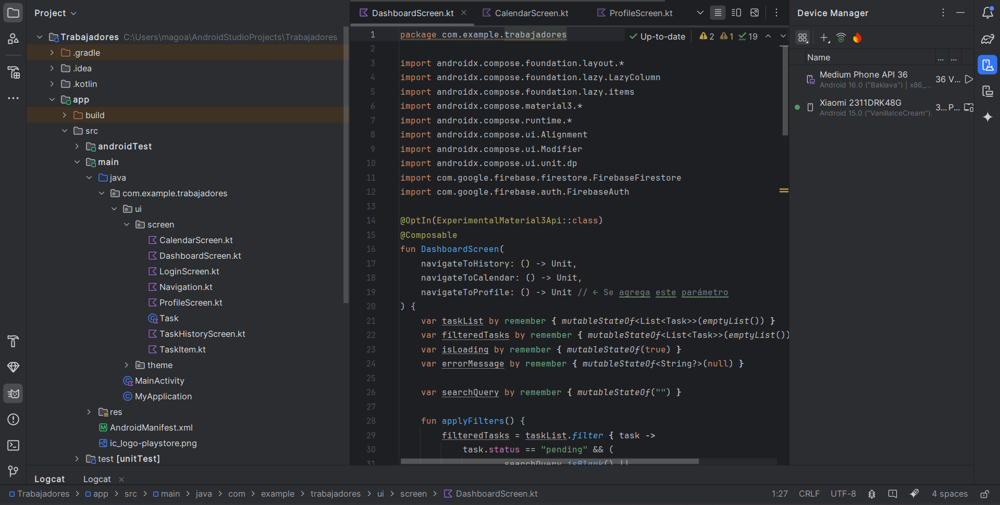 Project
DashboardScreen.kt
CalendarScreen.kt
ProfileScreen.kt
Device Manager
Trabajadores C:\Users\magoa\AndroidStudioProjects\Trabajadores
.gradle
.idea
.kotlin
app
build
src
androidTest
main
java
com.example.trabajadores
ui
screen
CalendarScreen.kt
DashboardScreen.kt
LoginScreen.kt
Navigation.kt
ProfileScreen.kt
Task
TaskHistoryScreen.kt
TaskItem.kt
theme
MainActivity
MyApplication
res
AndroidManifest.xml
ic_logo-playstore.png
test [unitTest]
Up-to-date 2 1 19
1 package com.example.trabajadores
2
3 import androidx.compose.foundation.layout.*
4 import androidx.compose.foundation.lazy.LazyColumn
5 import androidx.compose.foundation.lazy.items
6 import androidx.compose.material3.*
7 import androidx.compose.runtime.*
8 import androidx.compose.ui.Alignment
9 import androidx.compose.ui.Modifier
10 import androidx.compose.ui.unit.dp
11 import com.google.firebase.firestore.FirebaseFirestore
12 import com.google.firebase.auth.FirebaseAuth
13
14 @OptIn(ExperimentalMaterial3Api::class)
15 @Composable
16 fun DashboardScreen(
17 navigateToHistory: () -> Unit,
18 navigateToCalendar: () -> Unit,
19 navigateToProfile: () -> Unit // ← Se agrega este parámetro
20 ) {
21 var taskList by remember { mutableStateOf<List<Task>>(emptyList()) }
22 var filteredTasks by remember { mutableStateOf<List<Task>>(emptyList())
23 var isLoading by remember { mutableStateOf(true) }
24 var errorMessage by remember { mutableStateOf<String?>(null) }
25
26 var searchQuery by remember { mutableStateOf("") }
27
28 fun applyFilters() {
29 filteredTasks = taskList.filter { task ->
30 task.status == "pending" && (
31 searchQuery.isBlank() ||
Name ... ...
Medium Phone API 36
Android 16.0 ("Baklava") | x86_...
36 V...
Xiaomi 2311DRK48G
Android 15.0 ("VanillaIceCream").
3... P...
Logcat Logcat
Trabajadores > app > src > main > java > com > example > trabajadores > ui > screen > DashboardScreen.kt
1:27 CRLF UTF-8 4 spaces